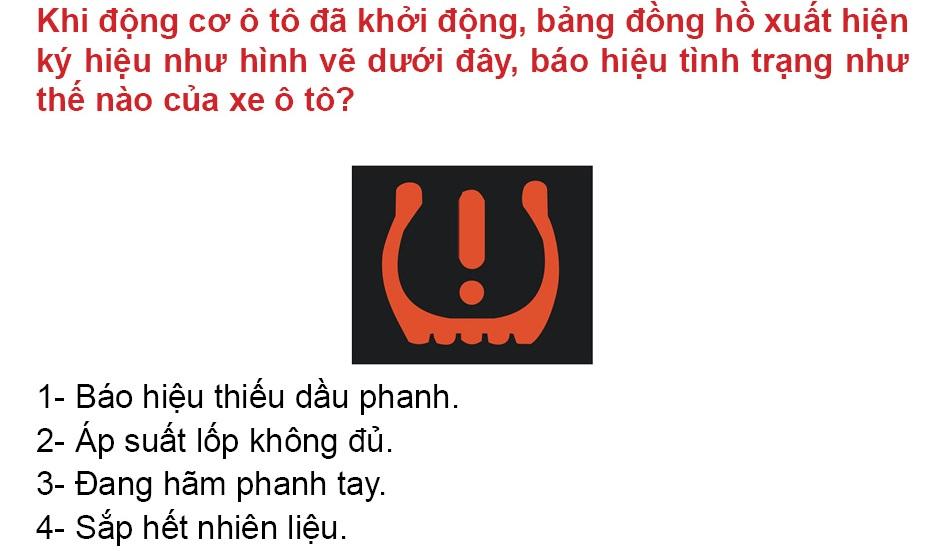 Khi động cơ ô tô đã khởi động, bảng đồng hồ xuất hiện
ký hiệu như hình vẽ dưới đây, báo hiệu tình trạng như
thế nào của xe ô tô?
1- Báo hiệu thiếu dầu phanh.
2- Áp suất lốp không đủ.
3- Đang hãm phanh tay.
4- Sắp hết nhiên liệu.